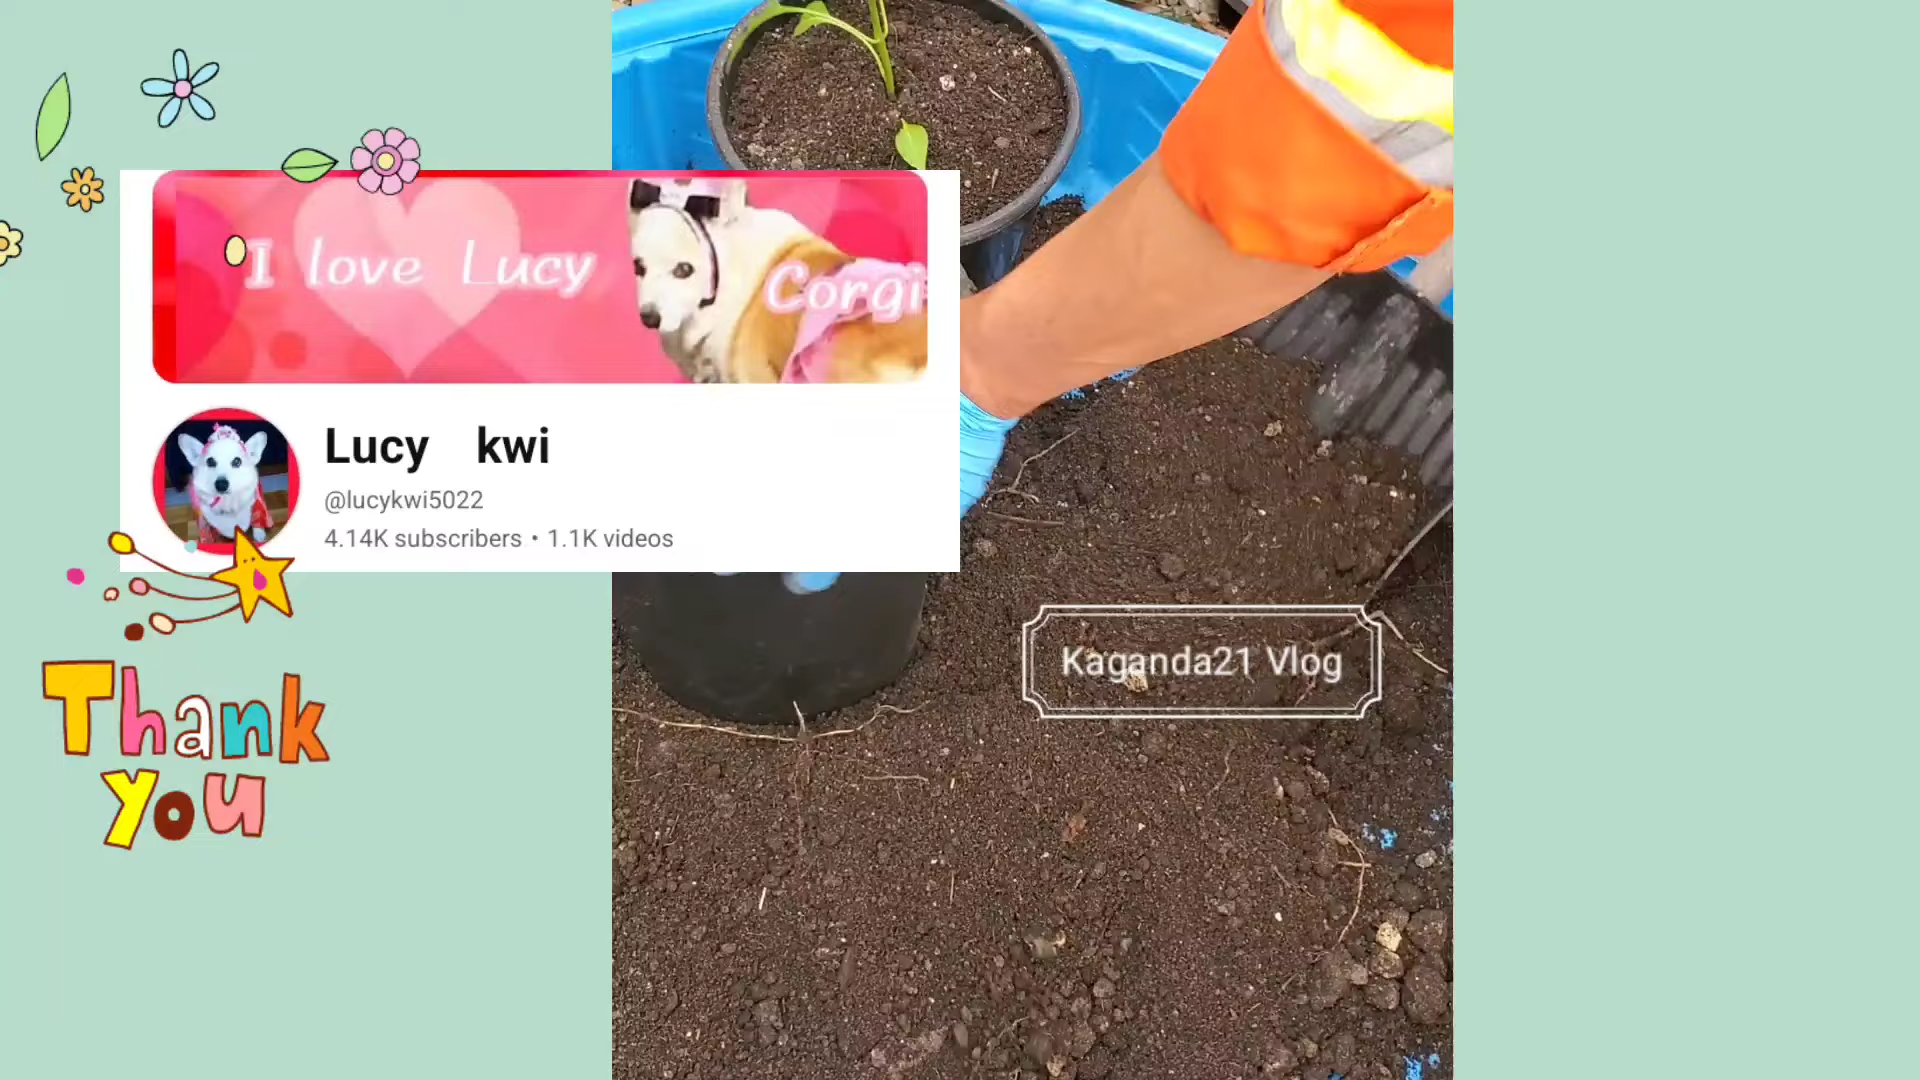 I love Lucy
Corgi
Lucy kwi
@lucykwi5022
4.14K subscribers • 1.1K videos
Kaganda21 Vlog
Thank
you